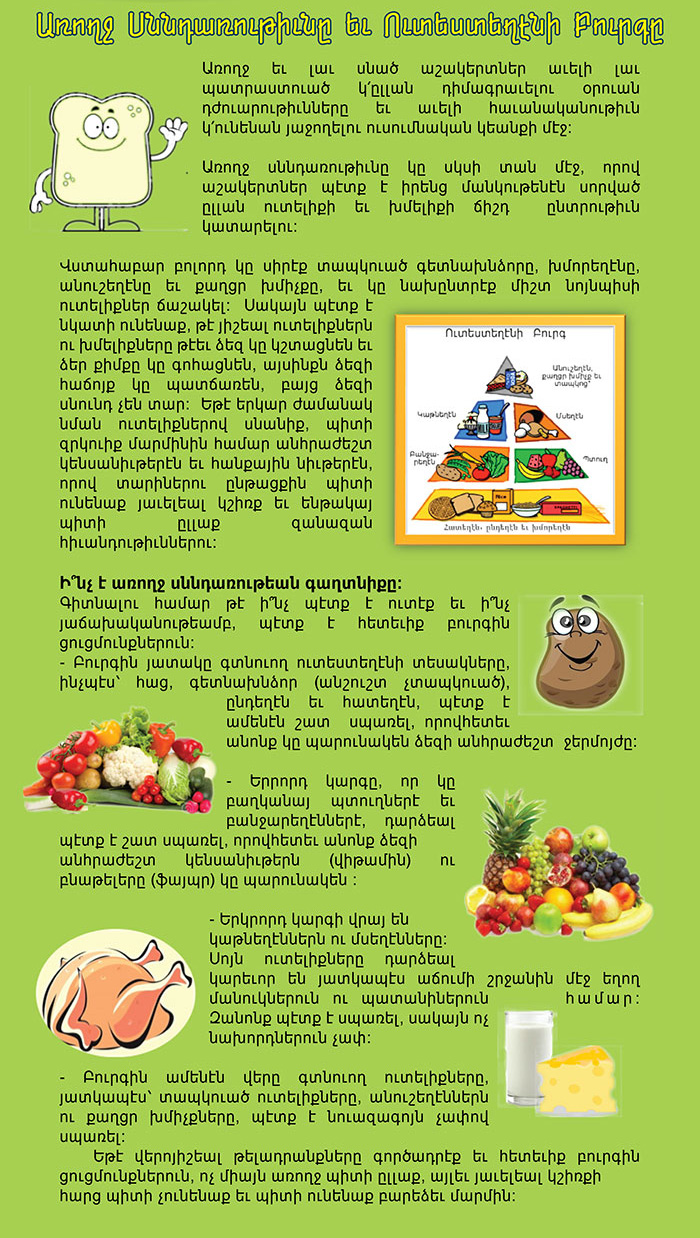 Առողջ Սննդառութիւնը եւ Ուտեստեղէնի Բուրգը
Առողջ եւ լաւ սնած աշակերտներ աւելի լաւ
պատրաստուած կ՛ըլլան դիմագրաւելու օրուան
դժուարութիւնները եւ աւելի հաւանականութիւն
կ՛ունենան յաջողելու ուսումնական կեանքի մէջ:
Առողջ սննդառութիւնը կը սկսի տան մէջ, որով
աշակերտներ պէտք է իրենց մանկութենէն սորված
ըլլան ուտելիքի եւ խմելիքի ճիշդ ընտրութիւն
կատարելու:
Վստահաբար բոլորդ կը սիրէք տապկուած գետնախնձորը, խմորեղէնը,
անուշեղէնը եւ քաղցր խմիչքը, եւ կը նախընտրէք միշտ նոյնպիսի
ուտելիքներ ճաշակել: Սակայն պէտք է
նկատի ունենաք, թէ յիշեալ ուտելիքներն
ու խմելիքները թէեւ ձեզ կը կշտացնեն եւ
ձեր քիմքը կը գոհացնեն, այսինքն ձեզի
հաճոյք կը պատճառեն, բայց ձեզի
սնունդ չեն տար: Եթէ երկար ժամանակ
նման ուտելիքներով սնանիք, պիտի
զրկուիք մարմինին համար անհրաժեշտ
կենսանիւթերէն եւ հանքային նիւթերէն,
որով տարիներու ընթացքին պիտի
ունենաք յաւելեալ կշիռք եւ ենթակայ
պիտի ըլլաք զանազան
հիւանդութիւններու:
Ուտեստեղէնի Բուրգ
Անուշեղէն,
քաղցր խմիչք եւ
տապկոց՝
Կաթնեղէն
Մսեղէն
Բանջա-
րեղէն
Պտուղ
Հատեղէն, ընդեղէն եւ խմորեղէն
Ի՞նչ է առողջ սննդառութեան գաղտնիքը:
Գիտնալու համար թէ ի՞նչ պէտք է ուտէք եւ ի՞նչ
յաճախականութեամբ, պէտք է հետեւիք բուրգին
ցուցմունքներուն:
- Բուրգին յատակը գտնուող ուտեստեղէնի տեսակները,
ինչպէս՝ հաց, գետնախնձոր (անշուշտ չտապկուած),
ընդեղէն եւ հատեղէն, պէտք է
ամենէն շատ սպառել, որովհետեւ
անոնք կը պարունակեն ձեզի անհրաժեշտ ջերմոյժը:
- Երրորդ կարգը, որ կը
բաղկանայ պտուղներէ եւ
բանջարեղէններէ, դարձեալ
պէտք է շատ սպառել, որովհետեւ անոնք ձեզի
անհրաժեշտ կենսանիւթերն (վիթամին) ու
բնաթելերը (ֆայպր) կը պարունակեն :
- Երկրորդ կարգի վրայ են
կաթնեղէններն ու մսեղէնները:
Սոյն ուտելիքները դարձեալ
կարեւոր են յատկապէս աճումի շրջանին մէջ եղող
մանուկներուն ու պատանիներուն համար:
Զանոնք պէտք է սպառել, սակայն ոչ
նախորդներուն չափ:
- Բուրգին ամենէն վերը գտնուող ուտելիքները,
յատկապէս՝ տապկուած ուտելիքները, անուշեղէններն
ու քաղցր խմիչքները, պէտք է նուազագոյն չափով
սպառել:
Եթէ վերոյիշեալ թելադրանքները գործադրէք եւ հետեւիք բուրգին
ցուցմունքներուն, ոչ միայն առողջ պիտի ըլլաք, այլեւ յաւելեալ կշիռքի
հարց պիտի չունենաք եւ պիտի ունենաք բարեձեւ մարմին: